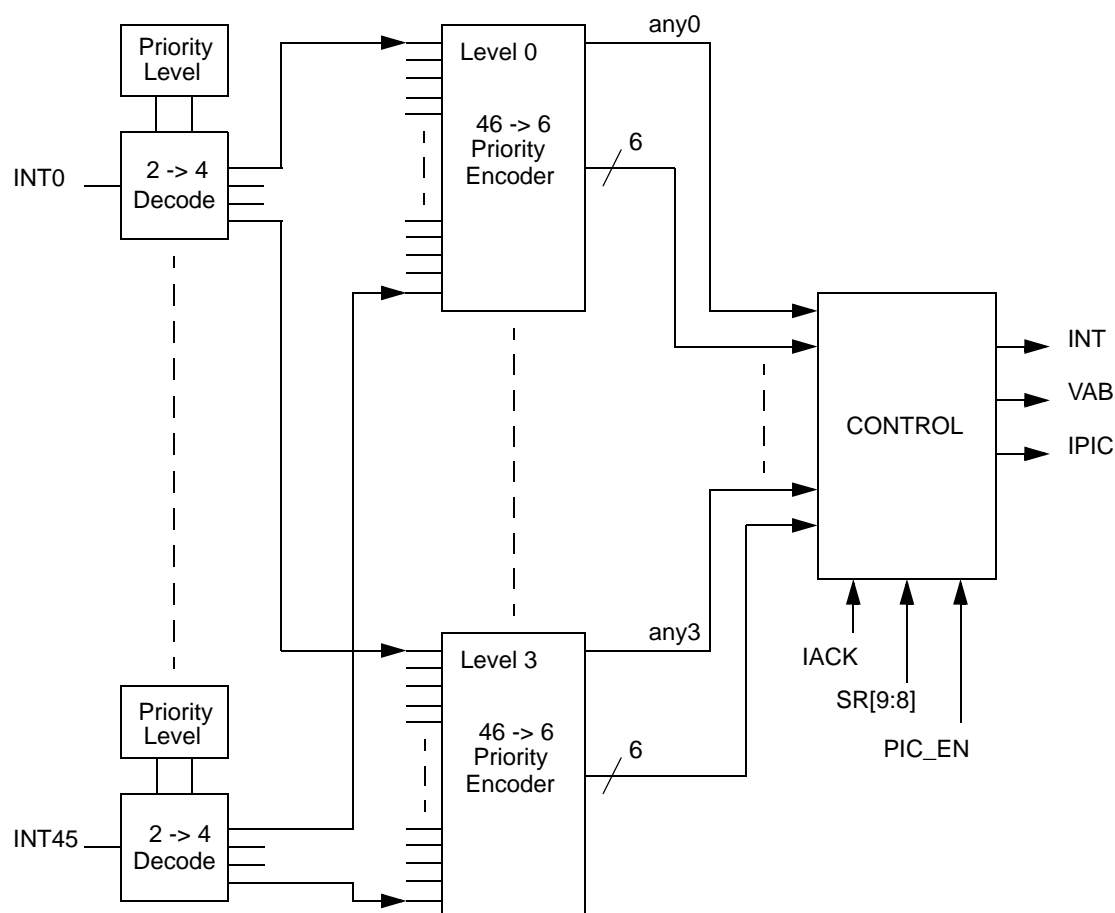 Priority
Level
INT0
2 -> 4
Decode
Level 0
46 -> 6
Priority
Encoder
any0
6
CONTROL
INT
VAB
IPIC
IACK
SR[9:8]
PIC_EN
Priority
Level
INT45
2 -> 4
Decode
Level 3
46 -> 6
Priority
Encoder
any3
6